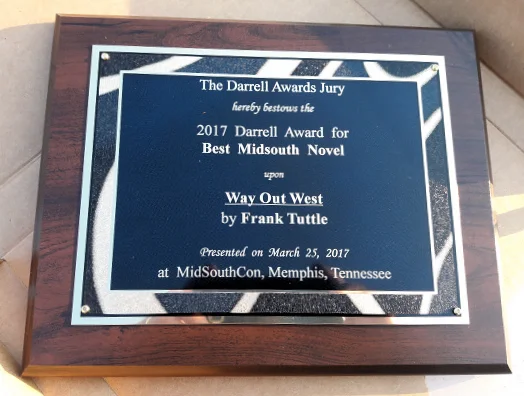 The Darrell Awards Jury
hereby bestows the
2017 Darrell Award for
Best Midsouth Novel
upon
Way Out West
by Frank Tuttle
Presented on March 25, 2017
at MidSouthCon, Memphis, Tennessee